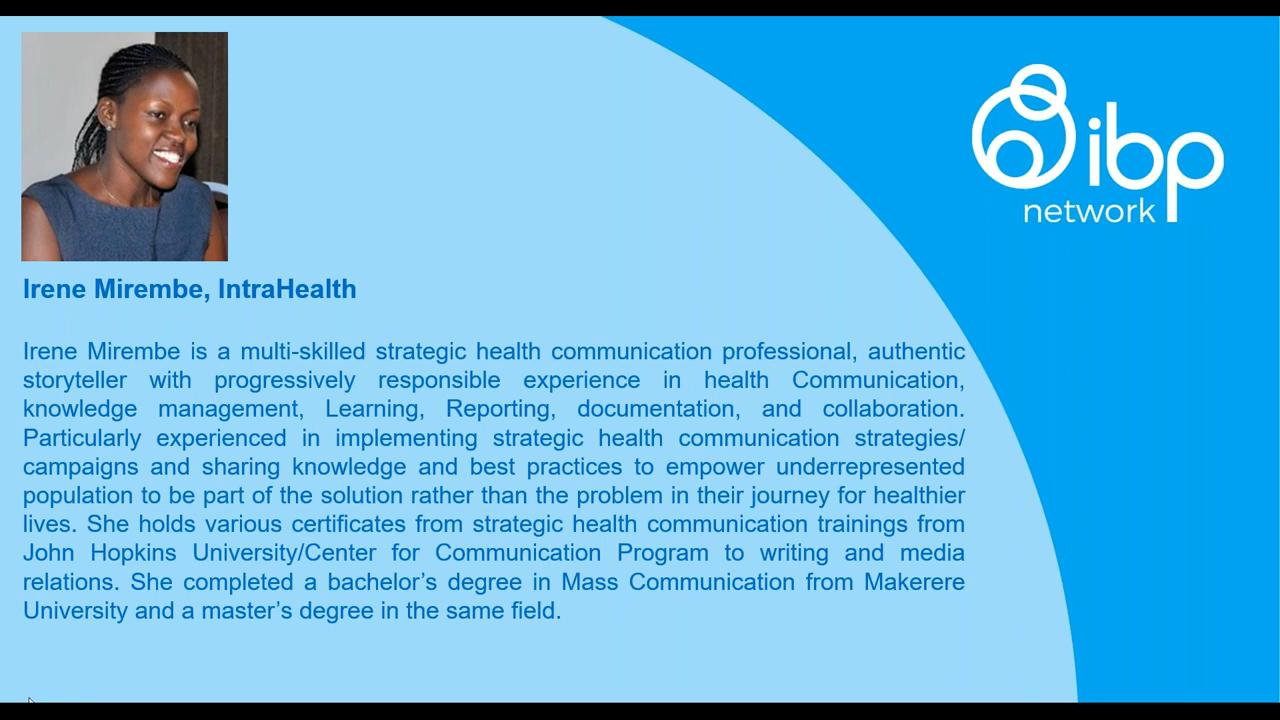 ibp
network
Irene Mirembe, IntraHealth
Irene Mirembe is a multi-skilled strategic health communication professional, authentic
storyteller with progressively responsible experience in health Communication,
knowledge management, Learning, Reporting, documentation, and collaboration.
Particularly experienced in implementing strategic health communication strategies/
campaigns and sharing knowledge and best practices to empower underrepresented
population to be part of the solution rather than the problem in their journey for healthier
lives. She holds various certificates from strategic health communication trainings from
John Hopkins University/Center for Communication Program to writing and media
relations. She completed a bachelor’s degree in Mass Communication from Makerere
University and a master’s degree in the same field.